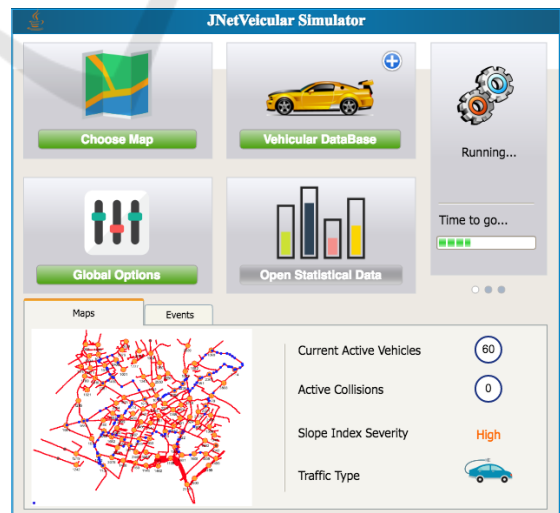 JNetVeicular Simulator
Choose Map
Vehicular DataBase
Running...
Time to go...
Global Options
Open Statistical Data
Maps
Events
Current Active Vehicles
60
Active Collisions
0
Slope Index Severity
High
Traffic Type